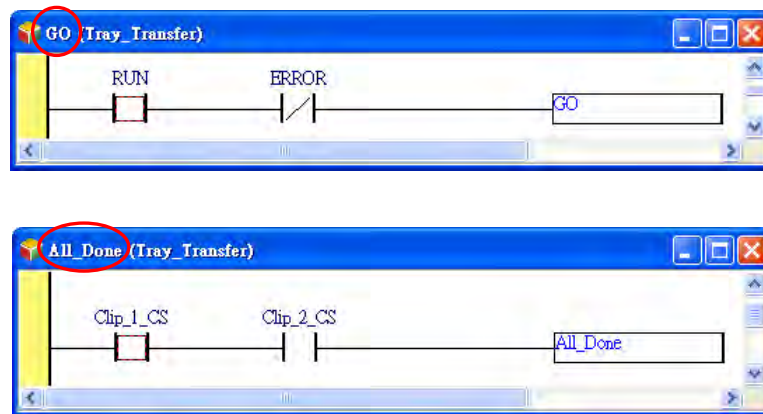 GO (Tray_Transfer)
RUN ERROR
GO
All_Done (Tray_Transfer)
Clip_1_CS Clip_2_CS
All_Done